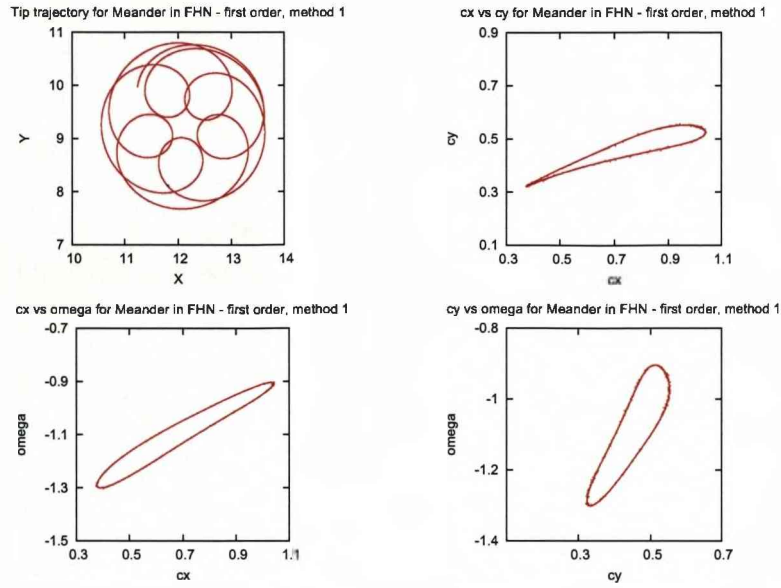 Tip trajectory for Meander in FHN - first order, method 1
11
10
9
8
7
Y
10 11 12 13 14
X
cx vs cy for Meander in FHN - first order, method 1
0.9
0.7
0.5
0.3
0.1
cy
0.3 0.5 0.7 0.9 1.1
cx
cx vs omega for Meander in FHN - first order, method 1
-0.7
-0.9
-1.1
-1.3
-1.5
omega
0.3 0.5 0.7 0.9 1.1
cx
cy vs omega for Meander in FHN - first order, method 1
-0.8
-1
-1.2
-1.4
omega
0.3 0.5 0.7
cy